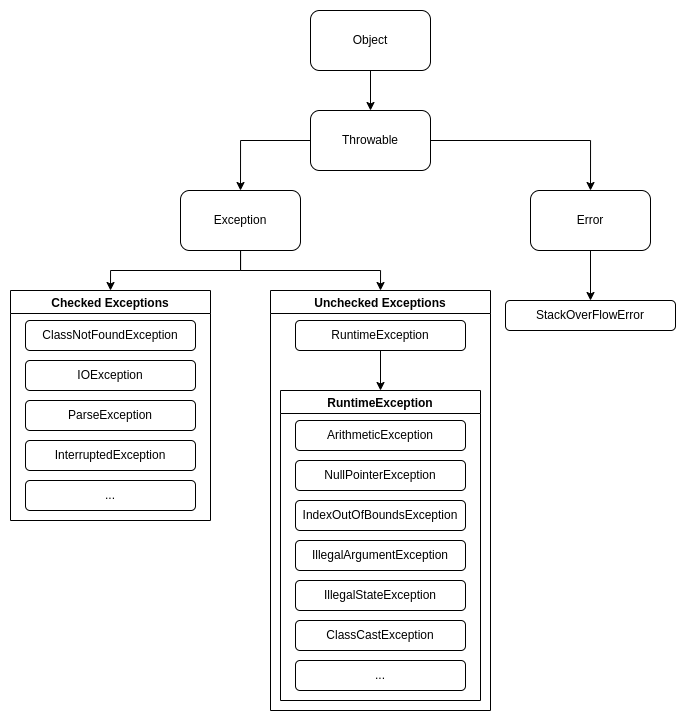 Object
Throwable
Exception
Error
Checked Exceptions
ClassNotFoundException
IOException
ParseException
InterruptedException
...
Unchecked Exceptions
RuntimeException
RuntimeException
ArithmeticException
NullPointerException
IndexOutOfBoundsException
IllegalArgumentException
IllegalStateException
ClassCastException
...
StackOverFlowError